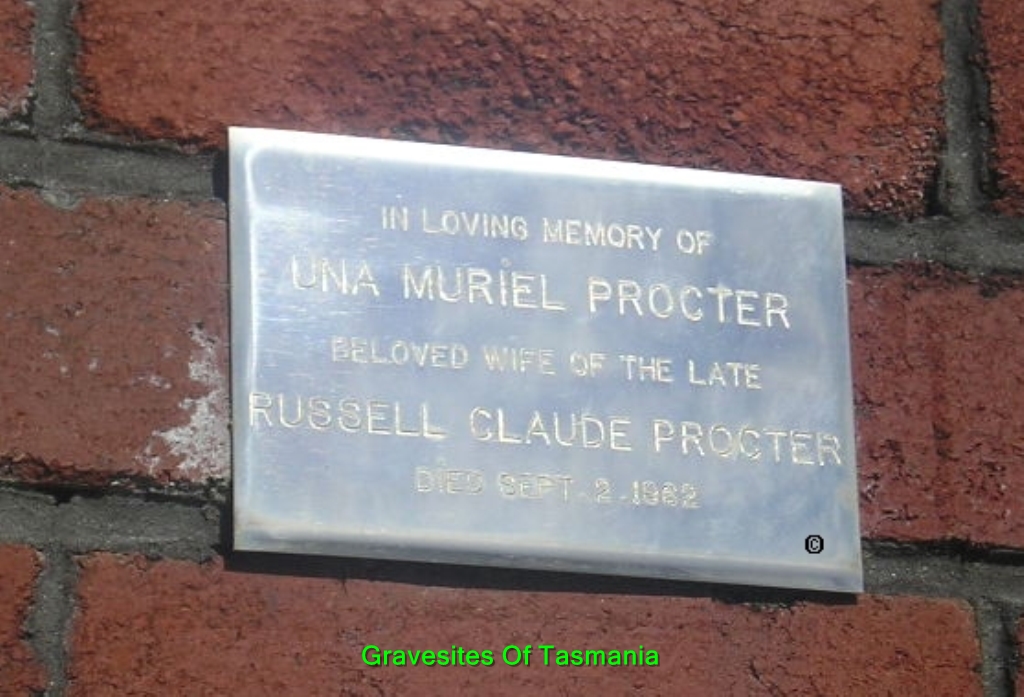 IN LOVING MEMORY OF
UNA MURIEL PROCTER
BELOVED WIFE OF THE LATE
RUSSELL CLAUDE PROCTER
DIED SEPT. 2. 1962
©
Gravesites Of Tasmania